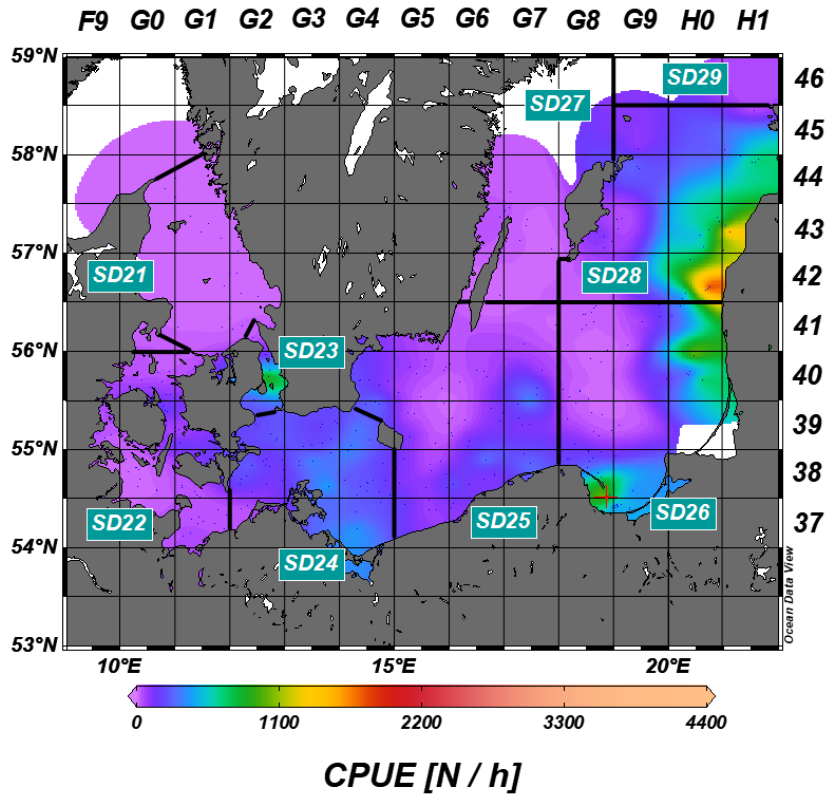 F9 G0 G1 G2 G3 G4 G5 G6 G7 G8 G9 H0 H1
59°N
SD29
46
SD27
45
58°N
44
43
57°N
SD21
SD28
42
41
56°N
SD23
40
39
55°N
38
SD22
SD25
SD26
37
54°N
SD24
Ocean Data View
53°N
10°E 15°E 20°E
0 1100 2200 3300 4400
CPUE [N / h]